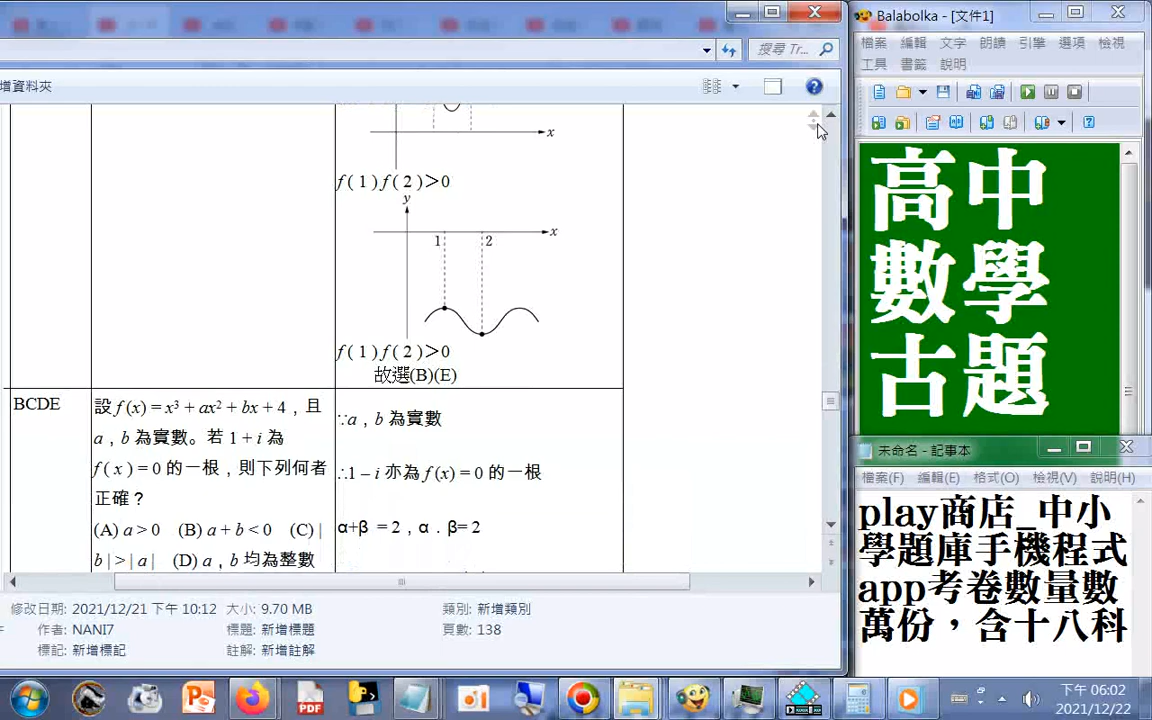 Balabolka - [文件1]
檔案 編輯 文字 朗讀 引擎 選項 檢視
工具 書籤 說明
搜尋 Tr...
增資料夾
x
f(1)f(2)>0
y
1 2 x
f(1)f(2)>0
故選(B)(E)
BCDE
設 f(x) = x³ + ax² + bx + 4，且
a，b 為實數。若 1 + i 為
f(x) = 0 的一根，則下列何者
正確？
(A) a > 0 (B) a + b < 0 (C) |
b | > | a | (D) a，b 均為整數
∵a，b 為實數
∴1 – i 亦為 f(x) = 0 的一根
α+β = 2，α．β= 2
修改日期: 2021/12/21 下午 10:12 大小: 9.70 MB 類別: 新增類別
作者: NANI7 標題: 新增標題 頁數: 138
標記: 新增標記 註解: 新增註解
高中
數學
古題
未命名 - 記事本
檔案(F) 編輯(E) 格式(O) 檢視(V) 說明(H)
play商店_中小
學題庫手機程式
app考卷數量數
萬份，含十八科
PDF
下午 06:02
2021/12/22